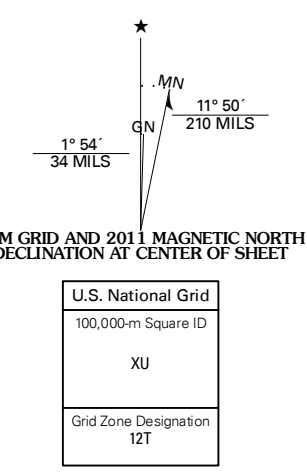 ★
MN
GN
11° 50´
210 MILS
1° 54´
34 MILS
M GRID AND 2011 MAGNETIC NORTH
DECLINATION AT CENTER OF SHEET
U.S. National Grid
100,000-m Square ID
XU
Grid Zone Designation
12T